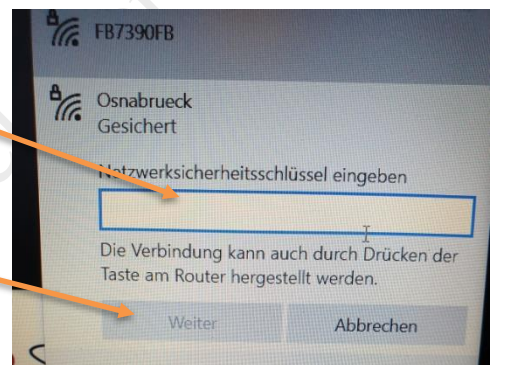 FB7390FB
Osnabrueck
Gesichert
Netzwerksicherheitsschlüssel eingeben
Die Verbindung kann auch durch Drücken der
Taste am Router hergestellt werden.
Weiter
Abbrechen